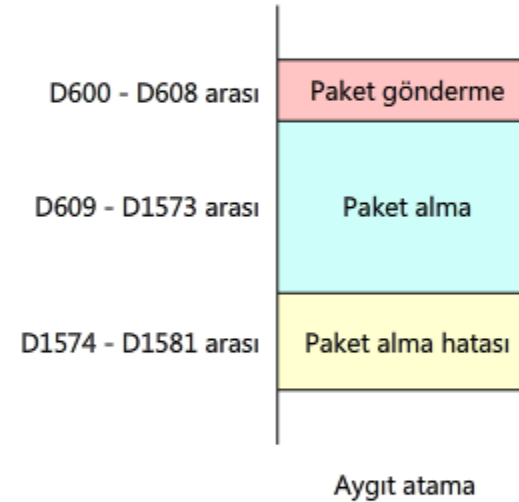 D600 - D608 arası Paket gönderme
D609 - D1573 arası Paket alma
D1574 - D1581 arası Paket alma hatası
Aygıt atama